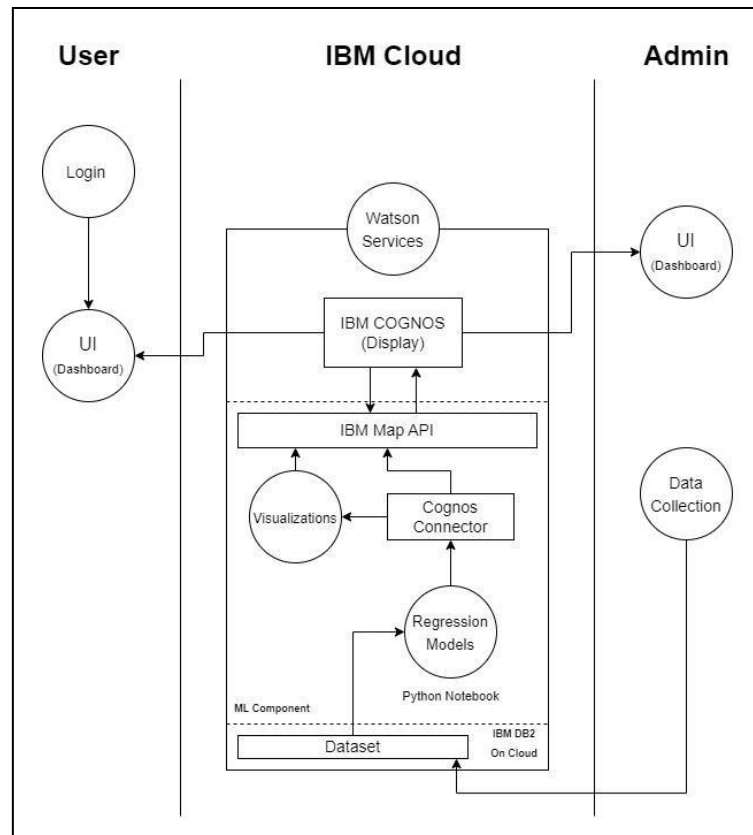 User
IBM Cloud
Admin
Login
Watson
Services
UI
(Dashboard)
IBM COGNOS
(Display)
UI
(Dashboard)
IBM Map API
Visualizations
Cognos
Connector
Data
Collection
Regression
Models
Python Notebook
ML Component
IBM DB2
On Cloud
Dataset